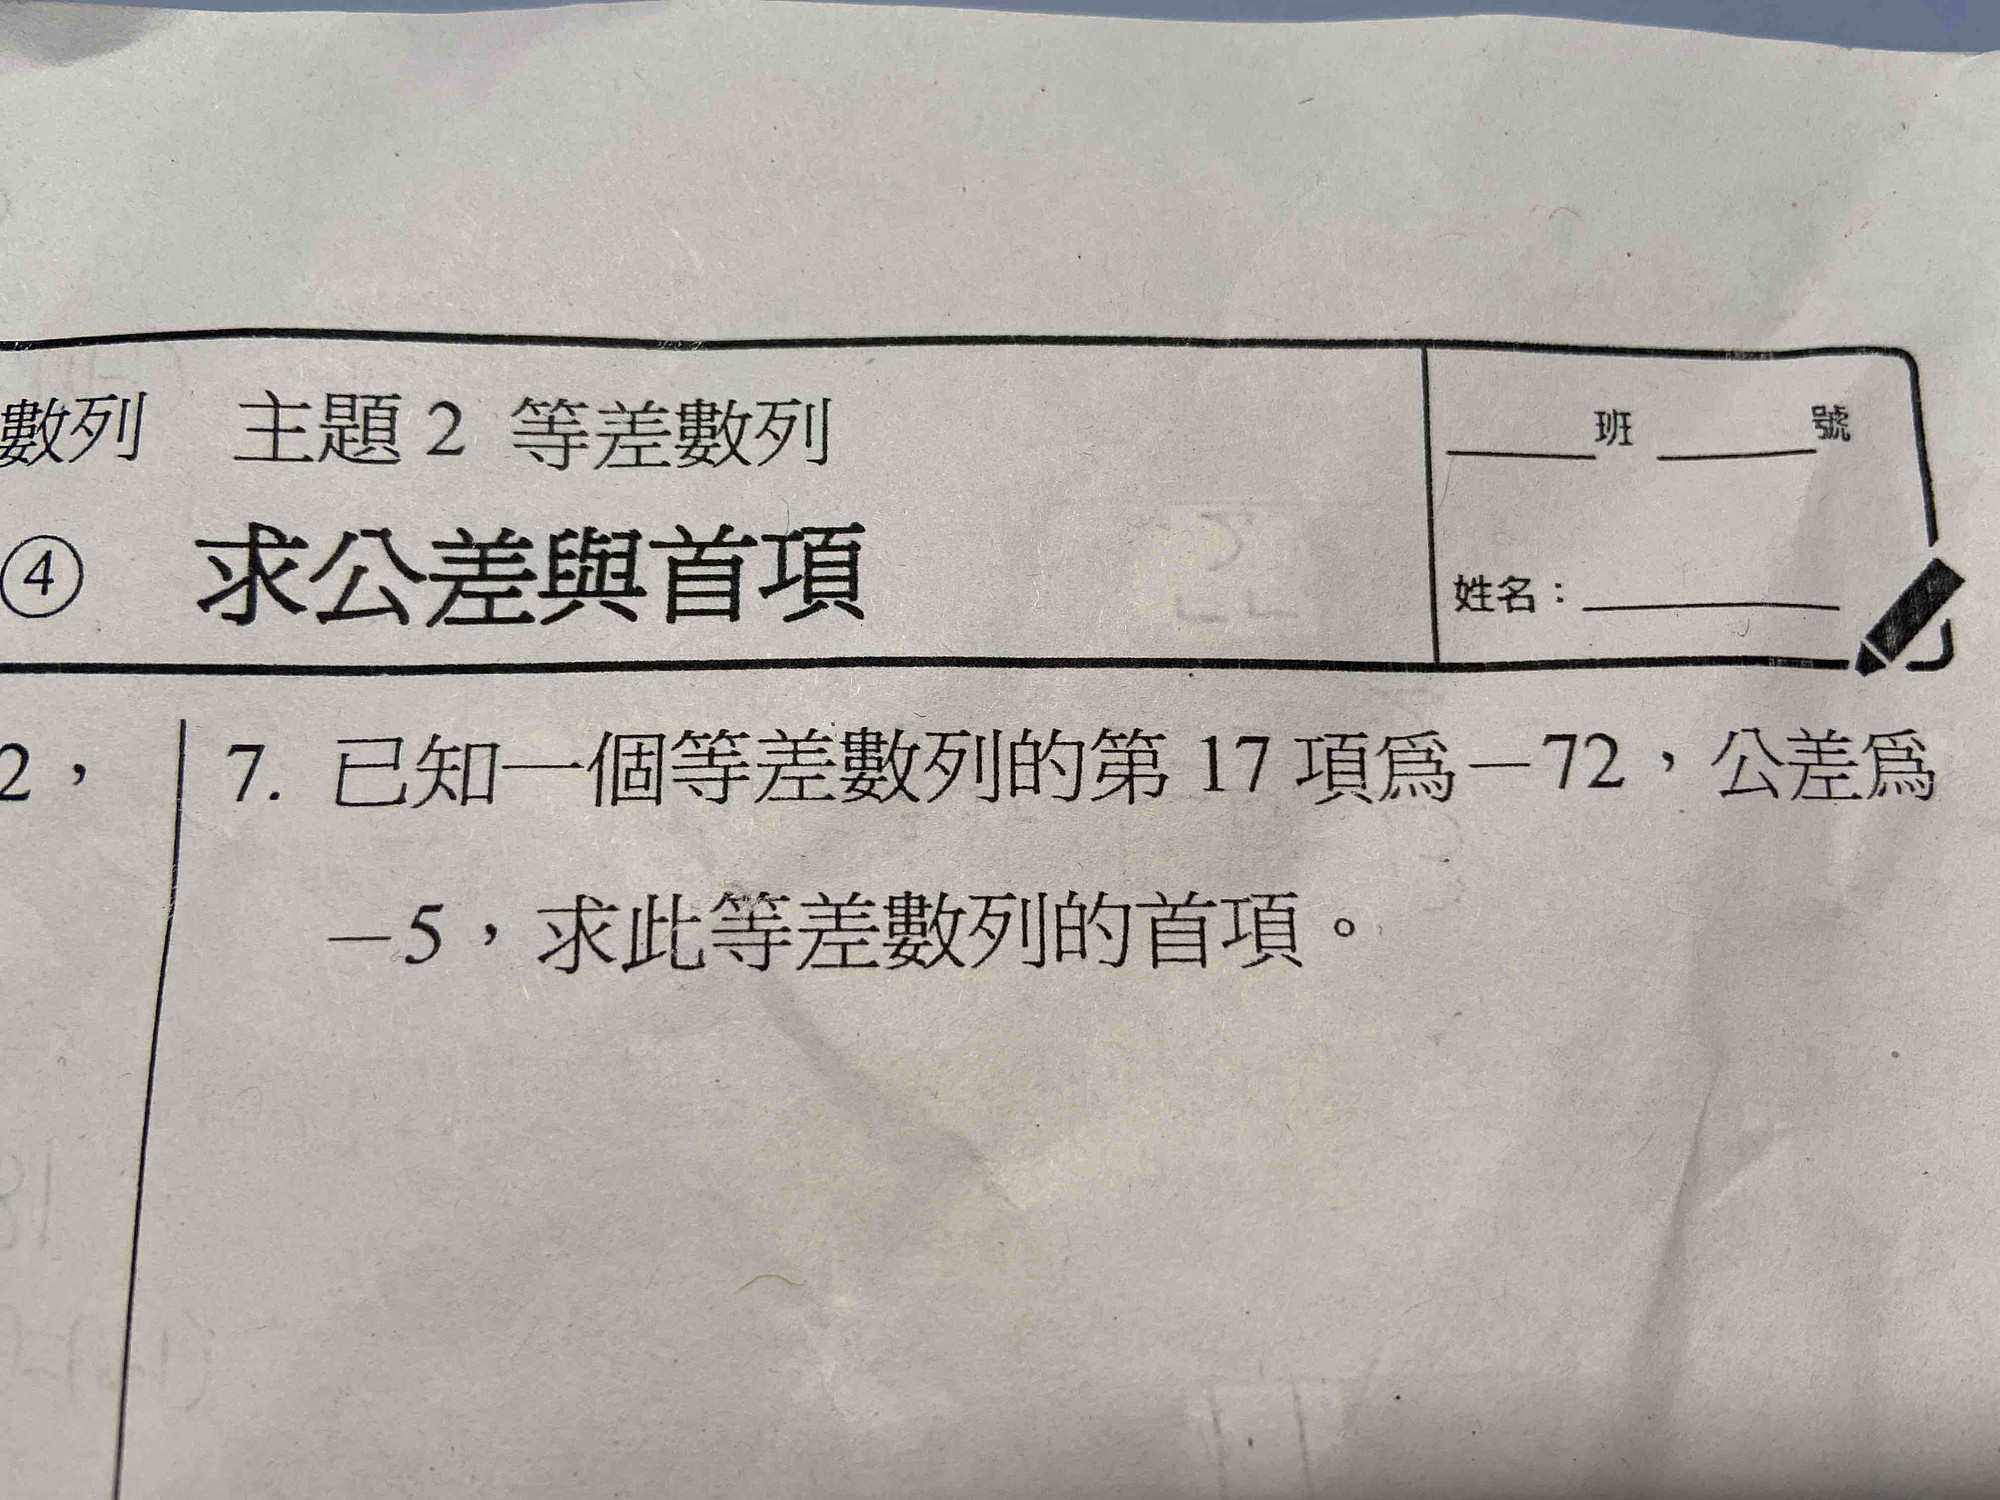 數列 主題2 等差數列
班 號
④ 求公差與首項
姓名：
2，
7. 已知一個等差數列的第 17 項爲－72，公差爲
－5，求此等差數列的首項。